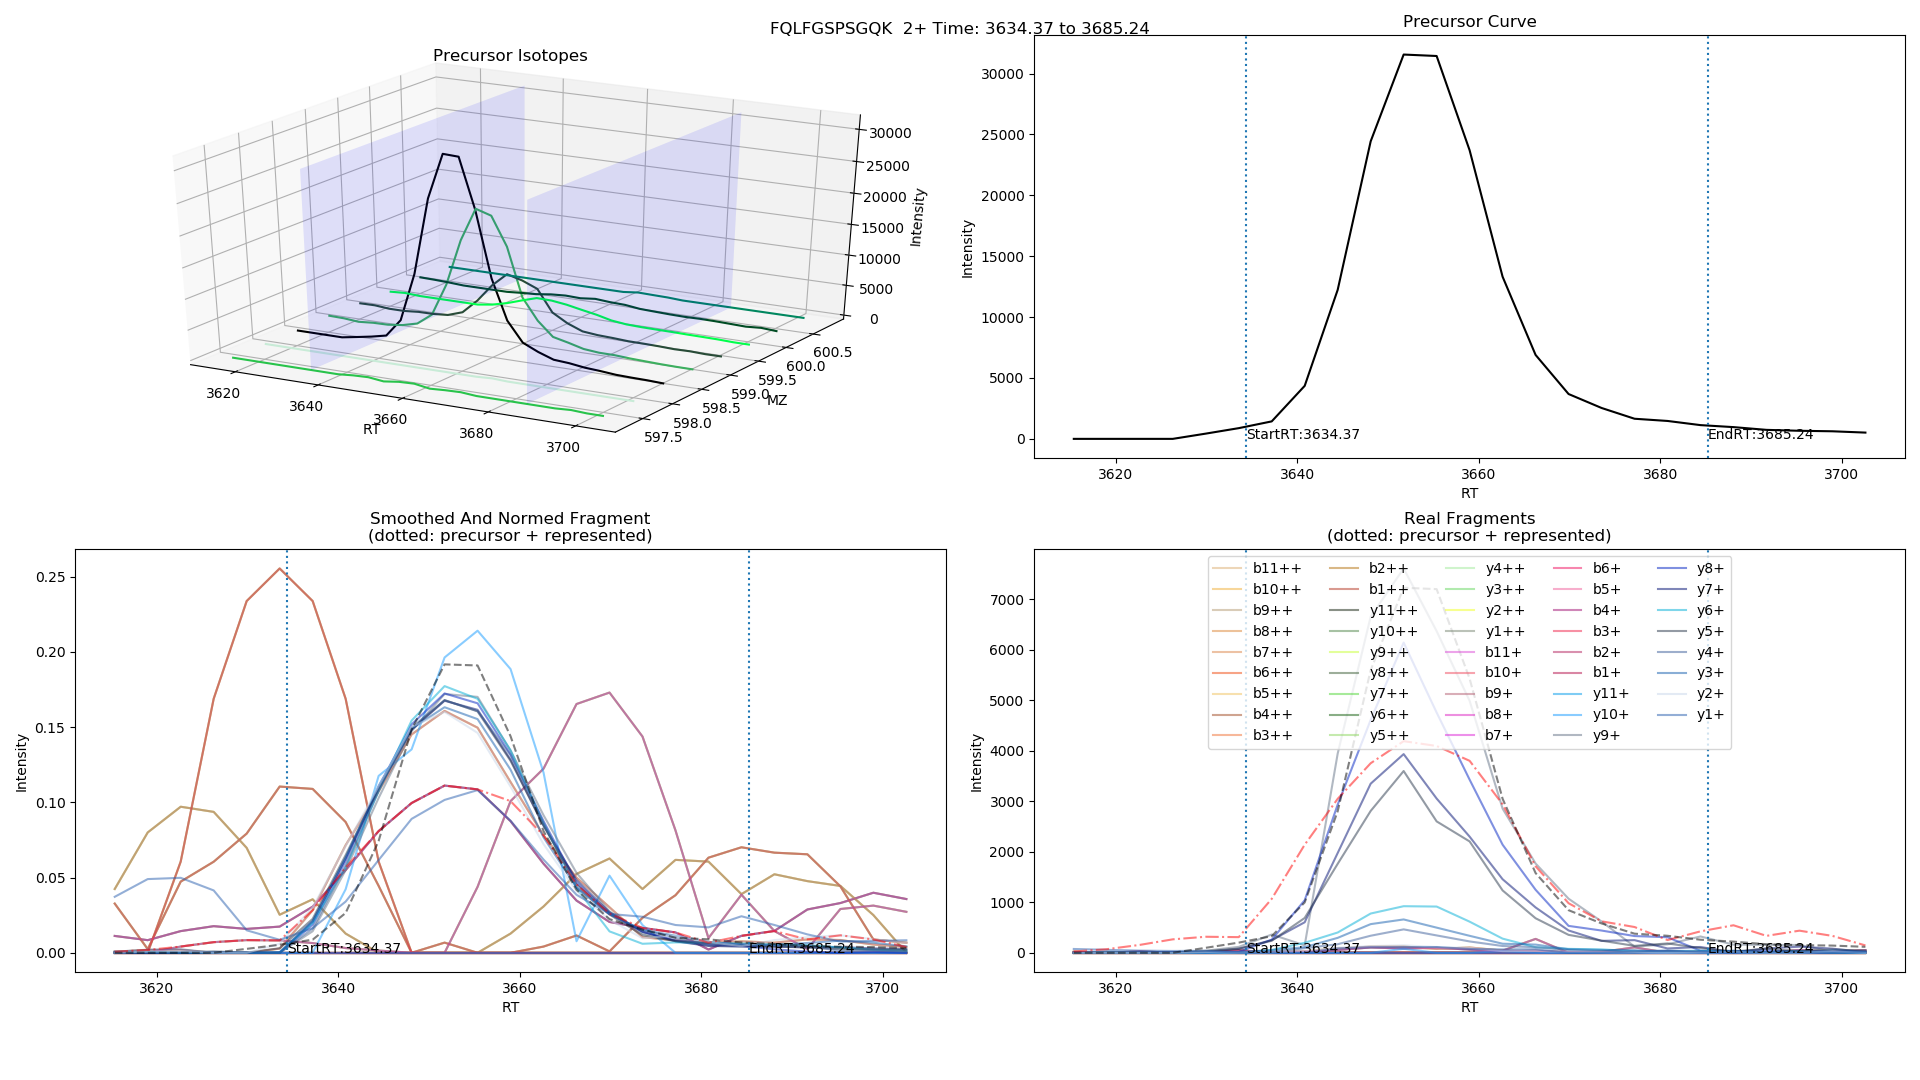 FQLFGSPSGQK  2+ Time: 3634.37 to 3685.24
Precursor Isotopes
30000
25000
20000
15000
10000
5000
0
Intensity
3620
3640
3660
3680
3700
RT
597.5
598.0
598.5
599.0
599.5
600.0
600.5
MZ
Precursor Curve
30000
25000
20000
15000
10000
5000
0
Intensity
StartRT:3634.37
EndRT:3685.24
3620
3640
3660
3680
3700
RT
Smoothed And Normed Fragment
(dotted: precursor + represented)
0.25
0.20
0.15
0.10
0.05
0.00
Intensity
StartRT:3634.37
EndRT:3685.24
3620
3640
3660
3680
3700
RT
Real Fragments
(dotted: precursor + represented)
7000
6000
5000
4000
3000
2000
1000
0
Intensity
b11++
b10++
b9++
b8++
b7++
b6++
b5++
b4++
b3++
b2++
b1++
y11++
y10++
y9++
y8++
y7++
y6++
y5++
y4++
y3++
y2++
y1++
b11+
b10+
b9+
b8+
b7+
b6+
b5+
b4+
b3+
b2+
b1+
y11+
y10+
y9+
y8+
y7+
y6+
y5+
y4+
y3+
y2+
y1+
StartRT:3634.37
EndRT:3685.24
3620
3640
3660
3680
3700
RT